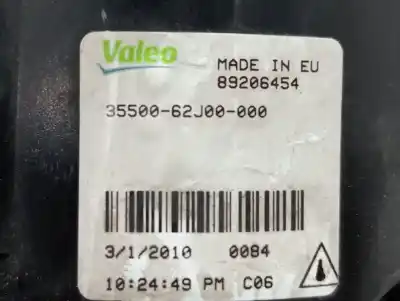 Valeo
MADE IN EU
89206454
35500-62J00-000
3/1/2010 0084
10:24:49 PM C06